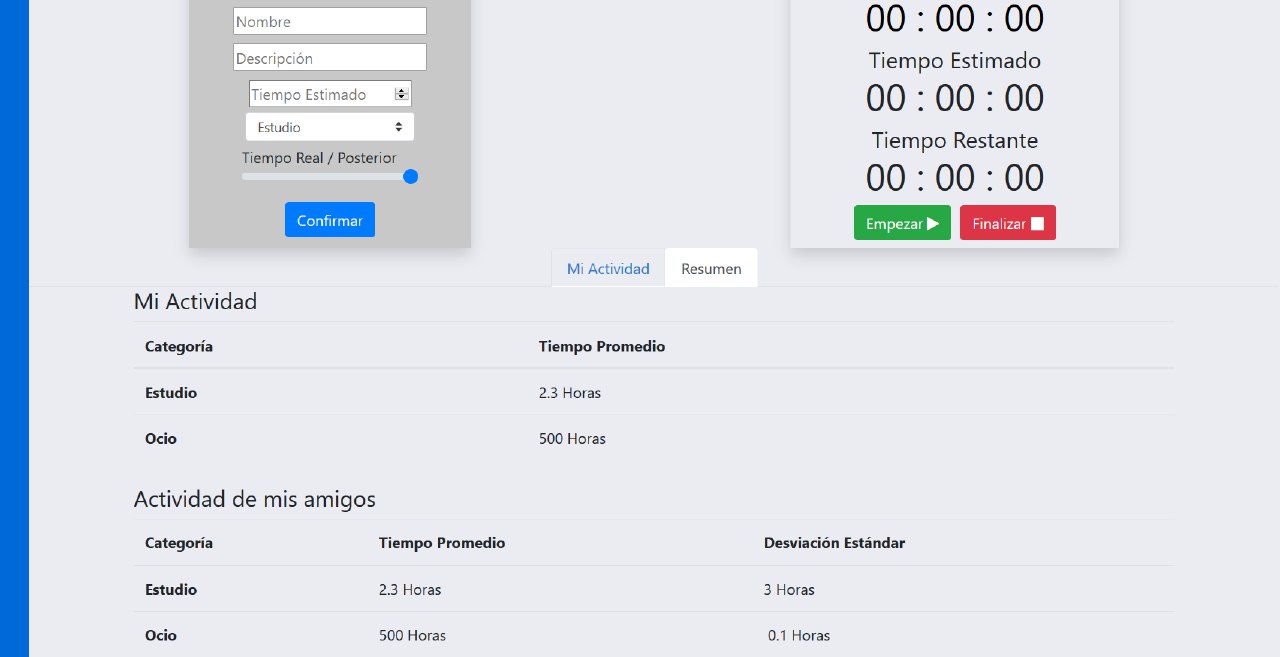 Nombre
Descripción
Tiempo Estimado
Estudio
Tiempo Real / Posterior
Confirmar
00 : 00 : 00
Tiempo Estimado
00 : 00 : 00
Tiempo Restante
00 : 00 : 00
Empezar
Finalizar
Mi Actividad
Resumen
Mi Actividad
Categoría Tiempo Promedio
Estudio 2.3 Horas
Ocio 500 Horas
Actividad de mis amigos
Categoría Tiempo Promedio Desviación Estándar
Estudio 2.3 Horas 3 Horas
Ocio 500 Horas 0.1 Horas